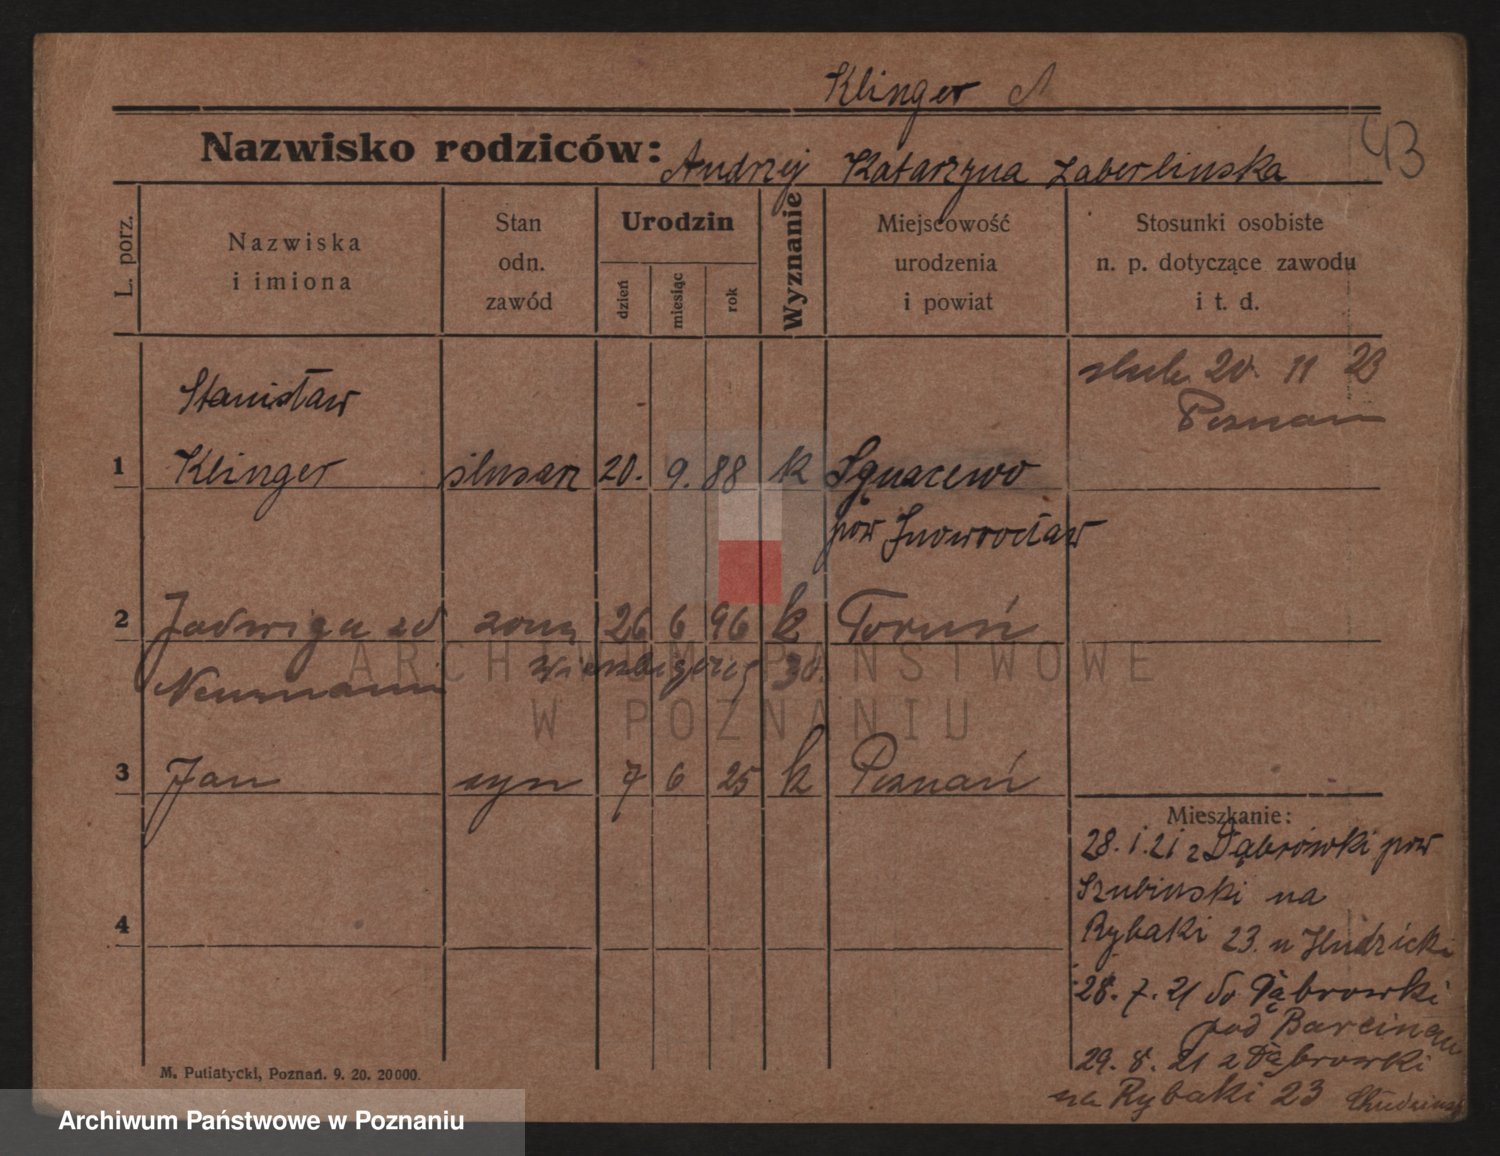 Klinger
Nazwisko rodziców: Andrzej Katarzyna Zaberlinska
43
L. porz.
Nazwiska
i imiona
Stan
odn.
zawód
Urodzin
dzień
miesiąc
rok
Wyznanie
Miejscowość
urodzenia
i powiat
Stosunki osobiste
n. p. dotyczące zawodu
i t. d.
ślub 20. 11 23
Poznan
Stanisław
1 Klinger ślusarz 20. 9. 88 k Ignacewo
pow Inowrocław
2 Jadwiga zd żona 26 6 96 k Toruń
Neumann
3 Jan syn 7 6 25 k Poznań
4
Mieszkanie:
28. 1. 21 z Dąbrówki pow
Szubinski na
Rybaki 23. u
28. 7. 21 do Dąbrowki
pod Barcinem
29. 8. 21 z Dąbrowki
na Rybaki 23
M. Putiatycki, Poznań. 9. 20. 20000.
ARCHIWUM PAŃSTWOWE
W POZNANIU
Archiwum Państwowe w Poznaniu